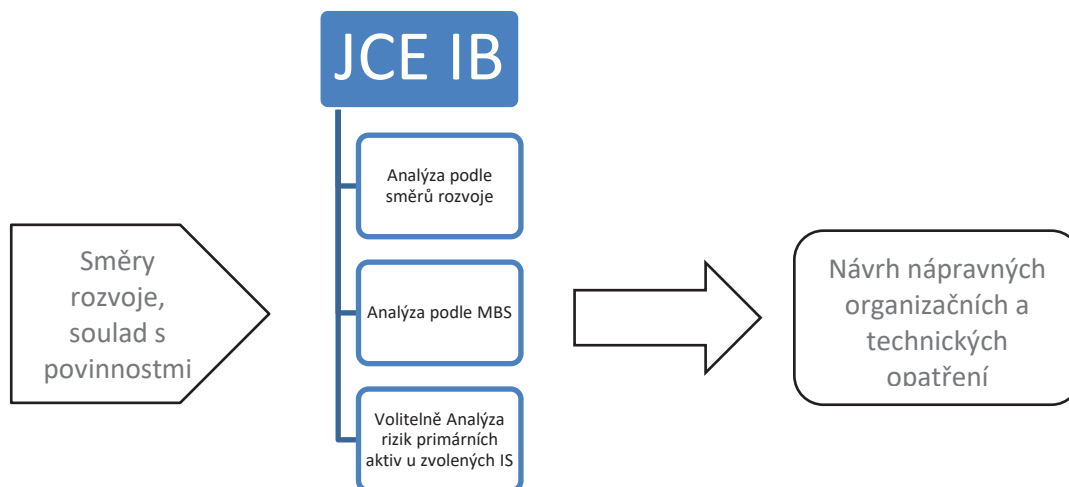 JCE IB
Analýza podle
směrů rozvoje
Analýza podle MBS
Volitelně Analýza
rizik primárních
aktiv u zvolených IS
Směry
rozvoje,
soulad s
povinnostmi
Návrh nápravných
organizačních a
technických
opatření